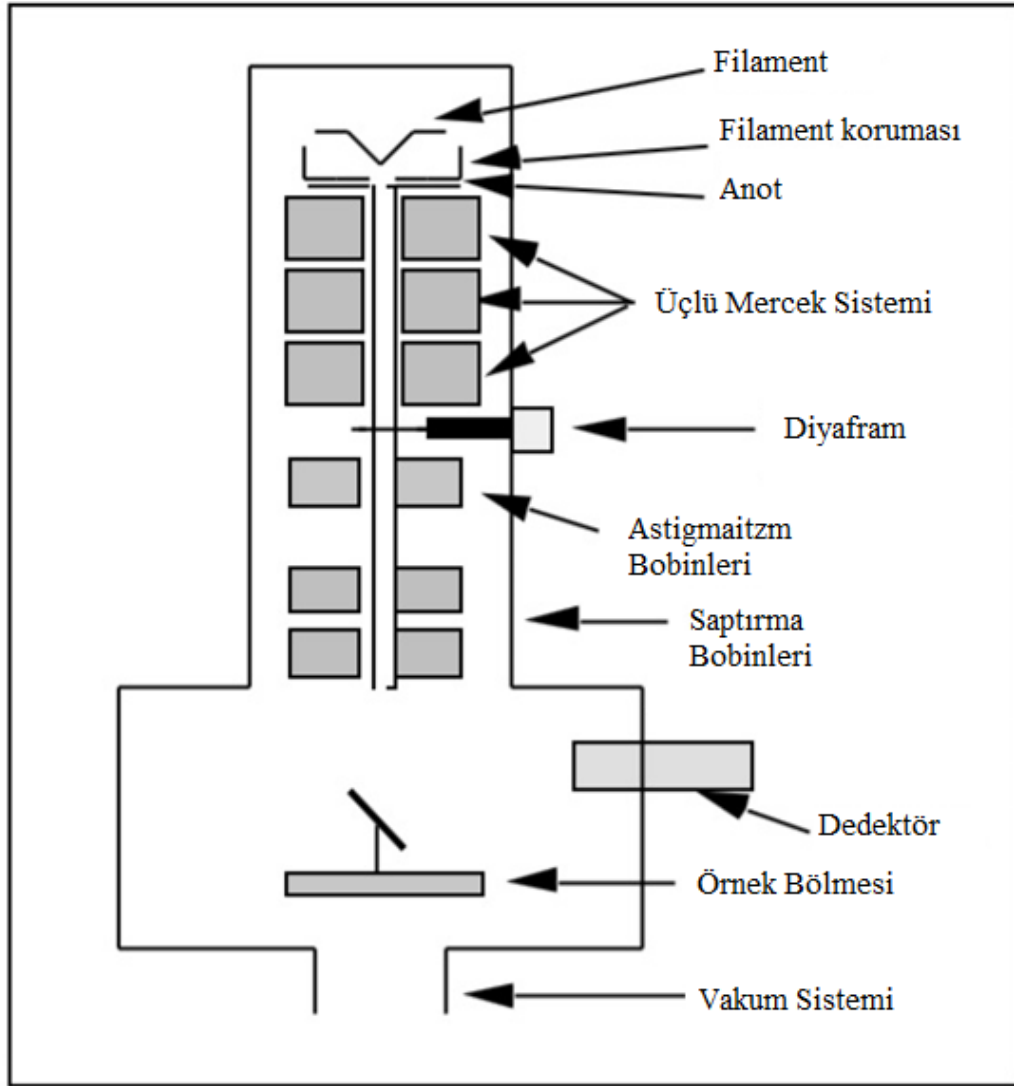 Filament
Filament koruması
Anot
Üçlü Mercek Sistemi
Diyafram
Astigmaitzm
Bobinleri
Saptırma
Bobinleri
Dedektör
Örnek Bölmesi
Vakum Sistemi